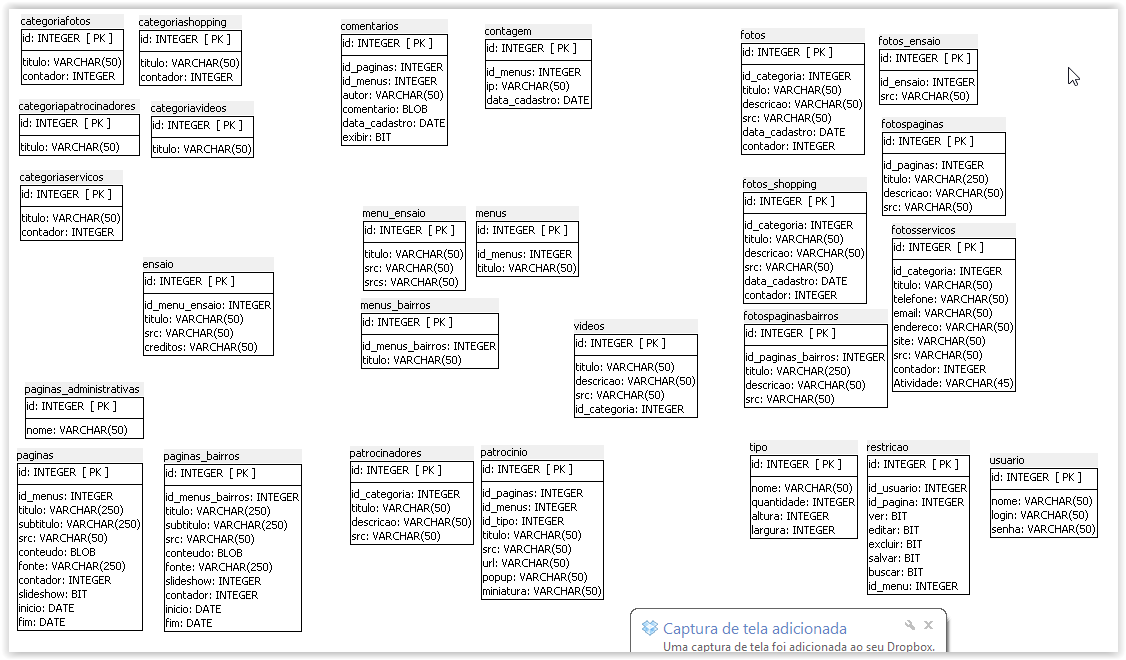 categoriafotos
id: INTEGER [ PK ]
titulo: VARCHAR(50)
contador: INTEGER
categoriashopping
id: INTEGER [ PK ]
titulo: VARCHAR(50)
contador: INTEGER
categoriapatrocinadores
id: INTEGER [ PK ]
titulo: VARCHAR(50)
categoriavideos
id: INTEGER [ PK ]
titulo: VARCHAR(50)
categoriaservicos
id: INTEGER [ PK ]
titulo: VARCHAR(50)
contador: INTEGER
ensaio
id: INTEGER [ PK ]
id_menu_ensaio: INTEGER
titulo: VARCHAR(50)
src: VARCHAR(50)
creditos: VARCHAR(50)
paginas_administrativas
id: INTEGER [ PK ]
nome: VARCHAR(50)
paginas
id: INTEGER [ PK ]
id_menus: INTEGER
titulo: VARCHAR(250)
subtitulo: VARCHAR(250)
src: VARCHAR(50)
conteudo: BLOB
fonte: VARCHAR(250)
contador: INTEGER
slideshow: BIT
inicio: DATE
fim: DATE
paginas_bairros
id: INTEGER [ PK ]
id_menus_bairros: INTEGER
titulo: VARCHAR(250)
subtitulo: VARCHAR(250)
src: VARCHAR(50)
conteudo: BLOB
fonte: VARCHAR(250)
slideshow: INTEGER
contador: INTEGER
inicio: DATE
fim: DATE
comentarios
id: INTEGER [ PK ]
id_paginas: INTEGER
id_menus: INTEGER
autor: VARCHAR(50)
comentario: BLOB
data_cadastro: DATE
exibir: BIT
contagem
id: INTEGER [ PK ]
id_menus: INTEGER
ip: VARCHAR(50)
data_cadastro: DATE
menu_ensaio
id: INTEGER [ PK ]
titulo: VARCHAR(50)
src: VARCHAR(50)
srcs: VARCHAR(50)
menus
id: INTEGER [ PK ]
id_menus: INTEGER
titulo: VARCHAR(50)
menus_bairros
id: INTEGER [ PK ]
id_menus_bairros: INTEGER
titulo: VARCHAR(50)
videos
id: INTEGER [ PK ]
titulo: VARCHAR(50)
descricao: VARCHAR(50)
src: VARCHAR(50)
id_categoria: INTEGER
patrocinadores
id: INTEGER [ PK ]
id_categoria: INTEGER
titulo: VARCHAR(50)
descricao: VARCHAR(50)
src: VARCHAR(50)
patrocinio
id: INTEGER [ PK ]
id_paginas: INTEGER
id_menus: INTEGER
id_tipo: INTEGER
titulo: VARCHAR(50)
src: VARCHAR(50)
url: VARCHAR(50)
popup: VARCHAR(50)
miniatura: VARCHAR(50)
fotos
id: INTEGER [ PK ]
id_categoria: INTEGER
titulo: VARCHAR(50)
descricao: VARCHAR(50)
src: VARCHAR(50)
data_cadastro: DATE
contador: INTEGER
fotos_ensaio
id: INTEGER [ PK ]
id_ensaio: INTEGER
src: VARCHAR(50)
fotospaginas
id: INTEGER [ PK ]
id_paginas: INTEGER
titulo: VARCHAR(250)
descricao: VARCHAR(50)
src: VARCHAR(50)
fotos_shopping
id: INTEGER [ PK ]
id_categoria: INTEGER
titulo: VARCHAR(50)
descricao: VARCHAR(50)
src: VARCHAR(50)
data_cadastro: DATE
contador: INTEGER
fotosservicos
id: INTEGER [ PK ]
id_categoria: INTEGER
titulo: VARCHAR(50)
telefone: VARCHAR(50)
email: VARCHAR(50)
endereco: VARCHAR(50)
site: VARCHAR(50)
src: VARCHAR(50)
contador: INTEGER
Atividade: VARCHAR(45)
fotospaginasbairros
id: INTEGER [ PK ]
id_paginas_bairros: INTEGER
titulo: VARCHAR(250)
descricao: VARCHAR(50)
src: VARCHAR(50)
tipo
id: INTEGER [ PK ]
nome: VARCHAR(50)
quantidade: INTEGER
altura: INTEGER
largura: INTEGER
restricao
id: INTEGER [ PK ]
id_usuario: INTEGER
id_pagina: INTEGER
ver: BIT
editar: BIT
excluir: BIT
salvar: BIT
buscar: BIT
id_menu: INTEGER
usuario
id: INTEGER [ PK ]
nome: VARCHAR(50)
login: VARCHAR(50)
senha: VARCHAR(50)
Captura de tela adicionada
Uma captura de tela foi adicionada ao seu Dropbox.